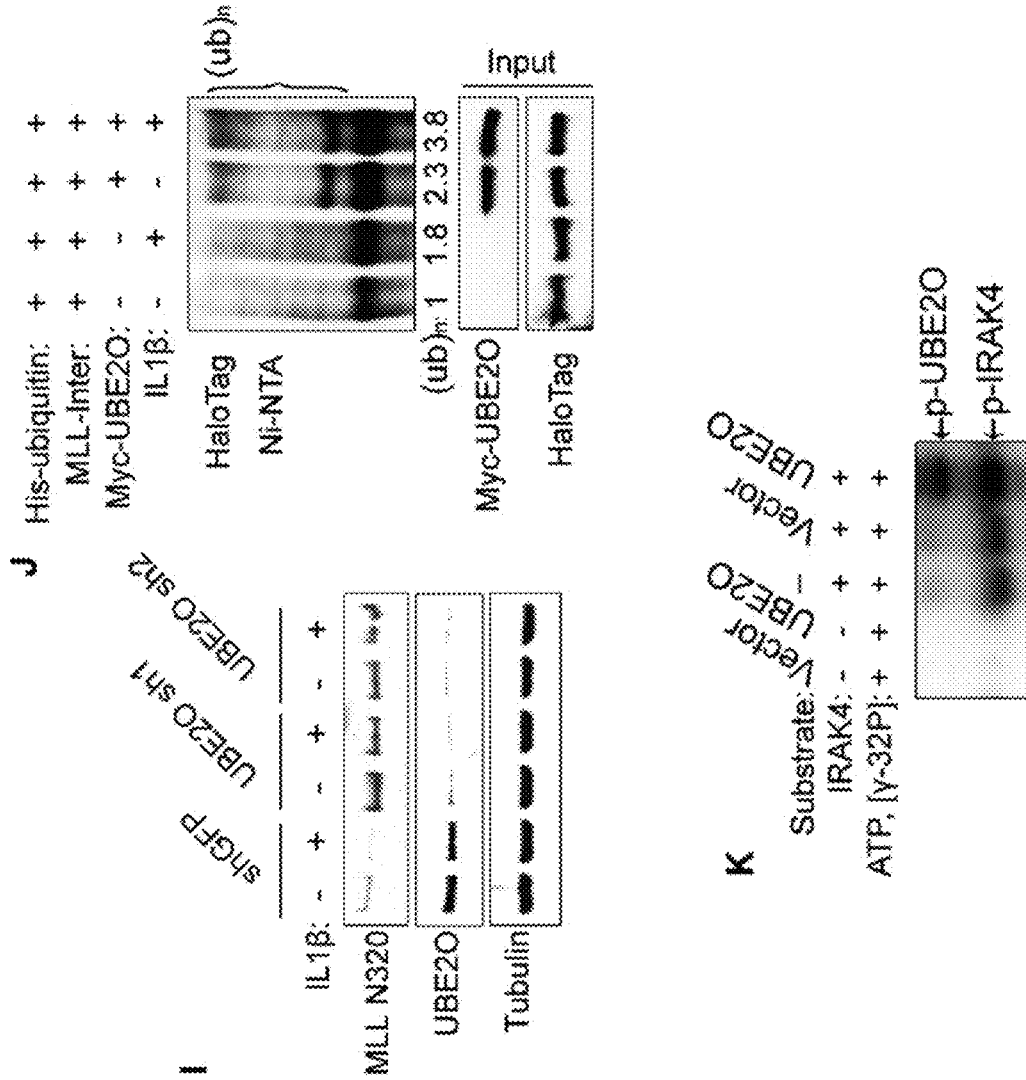 I
shGFP UBE2O sh1 UBE2O sh2
IL1β: - + - + - +
MLL N320
UBE2O
Tubulin
J
His-ubiquitin: + + + +
MLL-Inter: + + + +
Myc-UBE2O: - - + +
IL1β: - + - +
HaloTag
Ni-NTA
(ub)n
(ub)n: 1 1.8 2.3 3.8
Myc-UBE2O
HaloTag
Input
K
Substrate: Vector UBE2O - Vector UBE2O
IRAK4: - - + + +
ATP, [γ-32P]: + + + + +
←p-UBE2O
←p-IRAK4